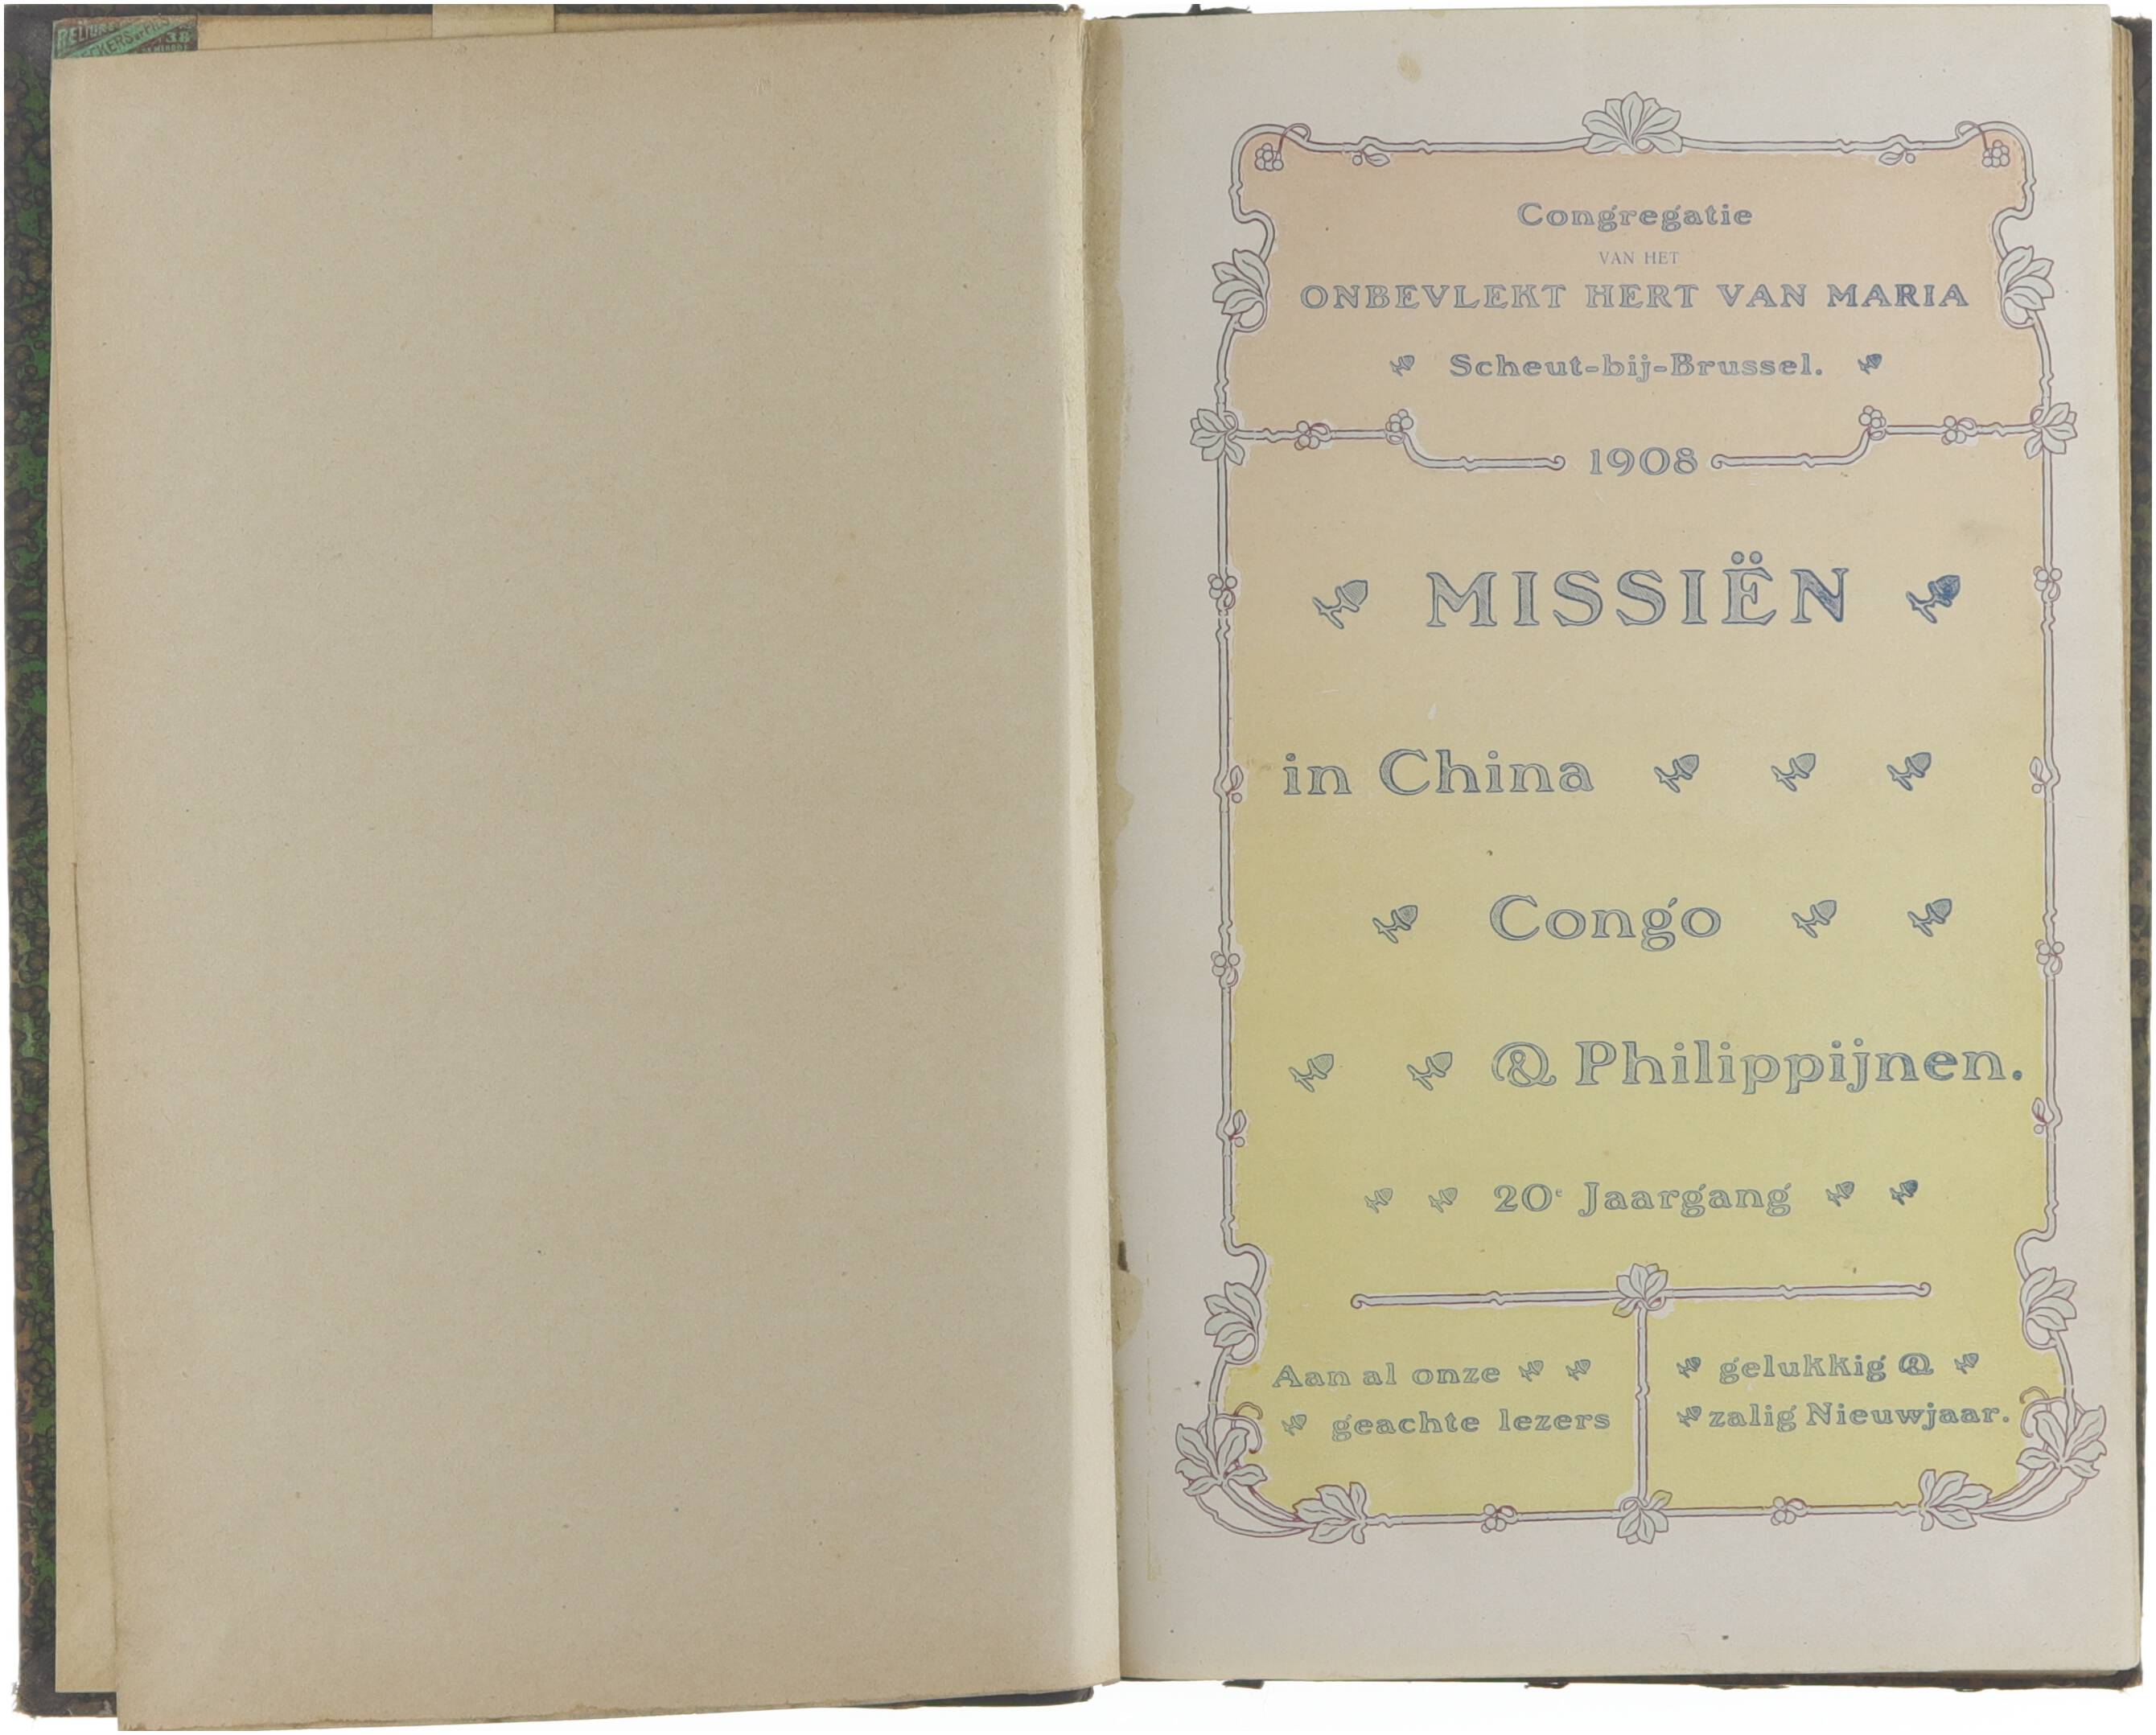 38
Congregatie
VAN HET
ONBEVLEKT HERT VAN MARIA
Scheut-bij-Brussel.
1908
MISSIËN
in China
Congo
& Philippijnen.
20e Jaargang
Aan al onze
geachte lezers
gelukkig &
zalig Nieuwjaar.